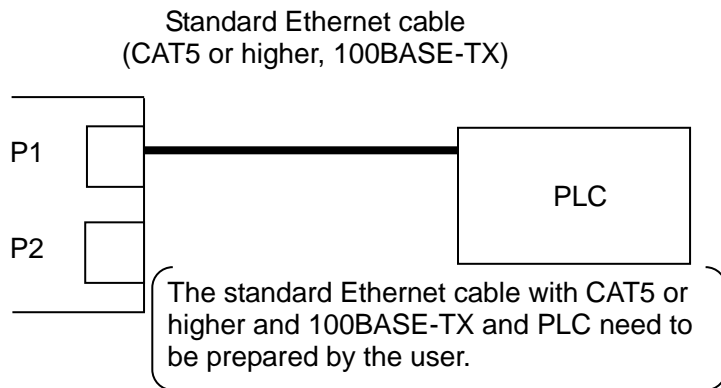 Standard Ethernet cable
(CAT5 or higher, 100BASE-TX)
P1
PLC
P2
The standard Ethernet cable with CAT5 or
higher and 100BASE-TX and PLC need to
be prepared by the user.